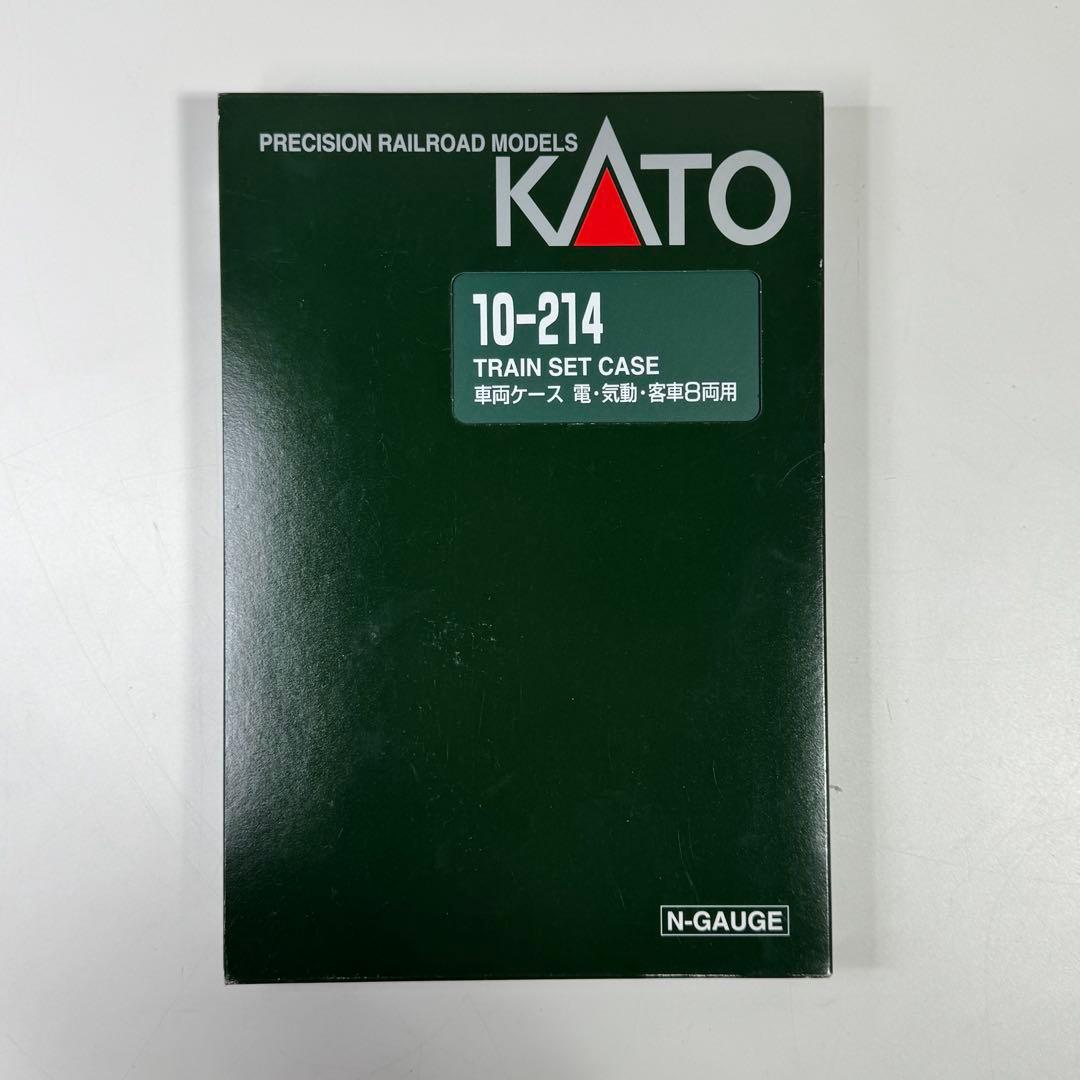 PRECISION RAILROAD MODELS
KATO
10-214
TRAIN SET CASE
車両ケース 電・気動・客車8両用
N-GAUGE